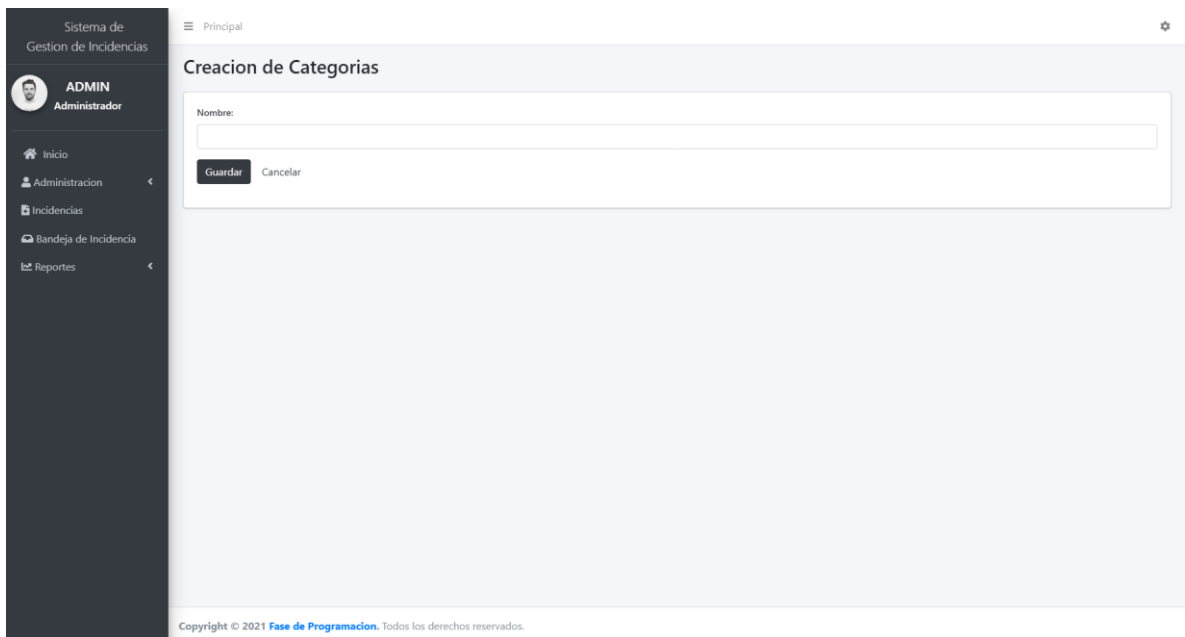 Sistema de
Gestion de Incidencias
ADMIN
Administrador
Inicio
Administracion
Incidencias
Bandeja de Incidencia
Reportes
Principal
Creacion de Categorias
Nombre:
Guardar Cancelar
Copyright © 2021 Fase de Programacion. Todos los derechos reservados.